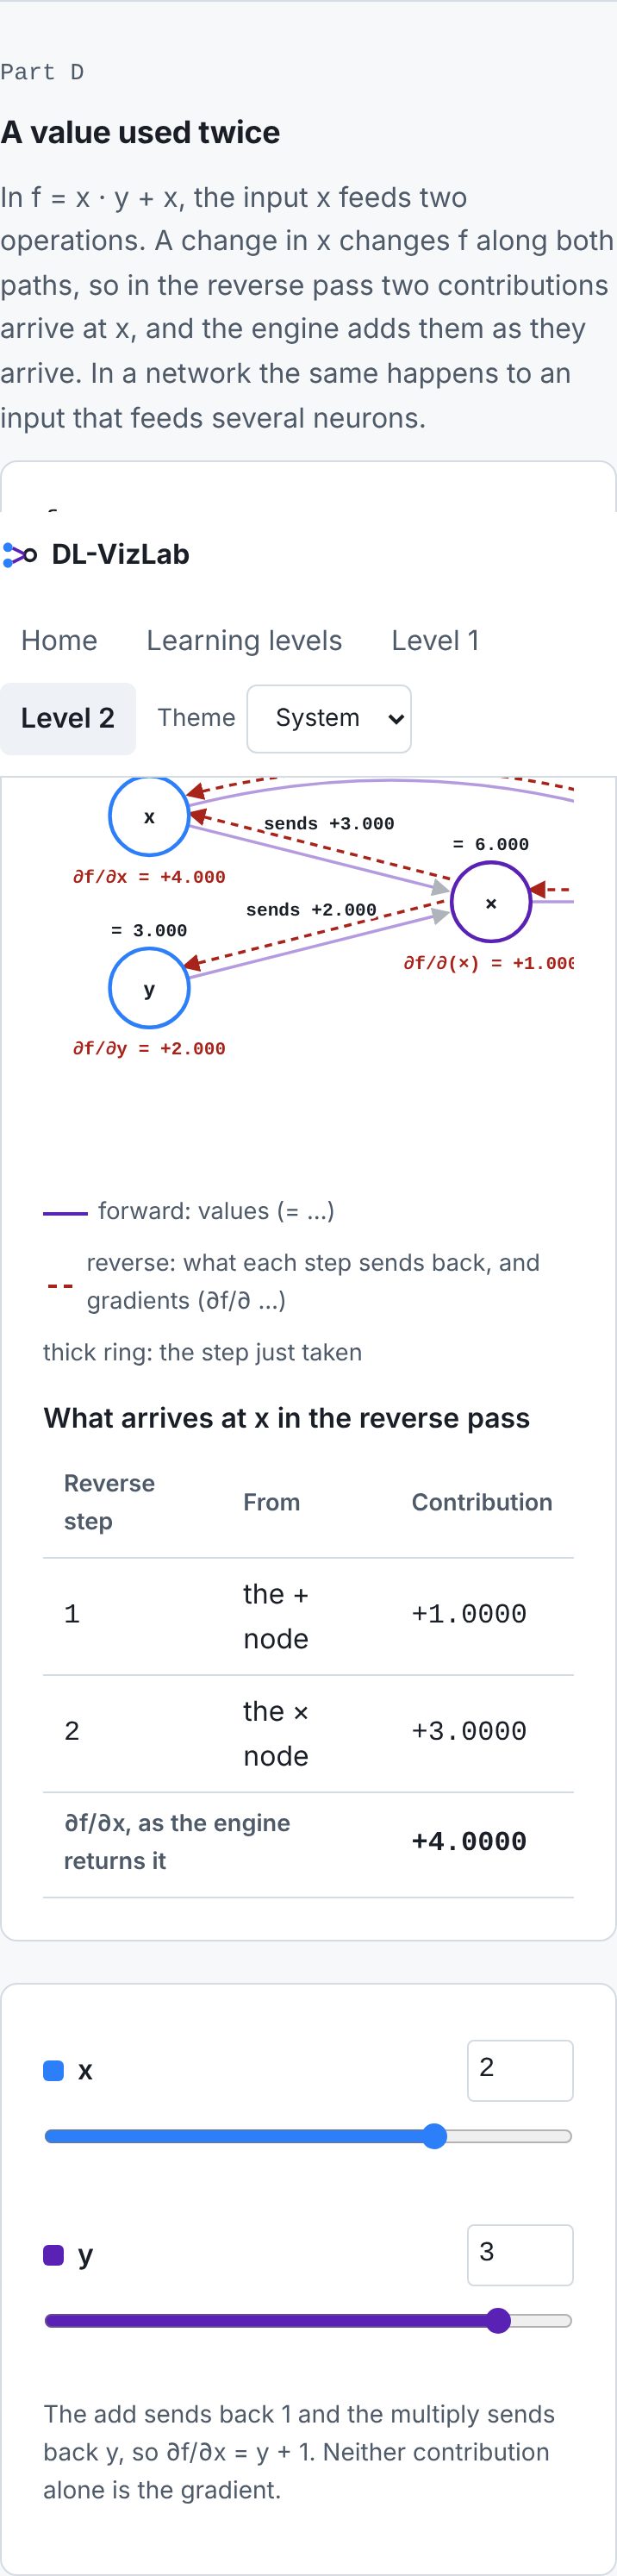 Part D
A value used twice
In f = x · y + x, the input x feeds two
operations. A change in x changes f along both
paths, so in the reverse pass two contributions
arrive at x, and the engine adds them as they
arrive. In a network the same happens to an
input that feeds several neurons.
DL-VizLab
Home Learning levels Level 1
Level 2 Theme System
x
sends +3.000
= 6.000
×
∂f/∂x = +4.000
sends +2.000
= 3.000
∂f/∂(×) = +1.000
y
∂f/∂y = +2.000
forward: values (= …)
reverse: what each step sends back, and
gradients (∂f/∂ …)
thick ring: the step just taken
What arrives at x in the reverse pass
Reverse
step
From
Contribution
1
the +
node
+1.0000
2
the ×
node
+3.0000
∂f/∂x, as the engine
returns it
+4.0000
x 2
y 3
The add sends back 1 and the multiply sends
back y, so ∂f/∂x = y + 1. Neither contribution
alone is the gradient.